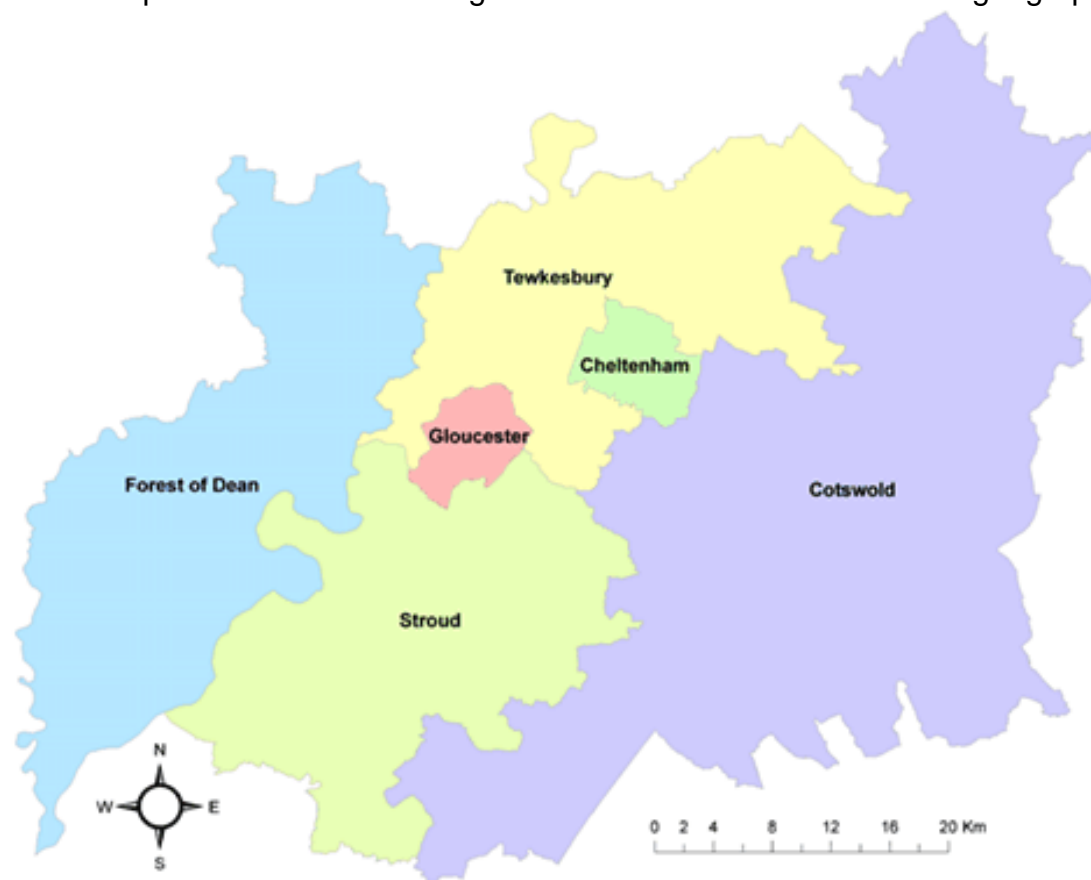 Tewkesbury
Cheltenham
Gloucester
Forest of Dean
Cotswold
Stroud
N
W E
S
0 2 4 8 12 16 20 Km